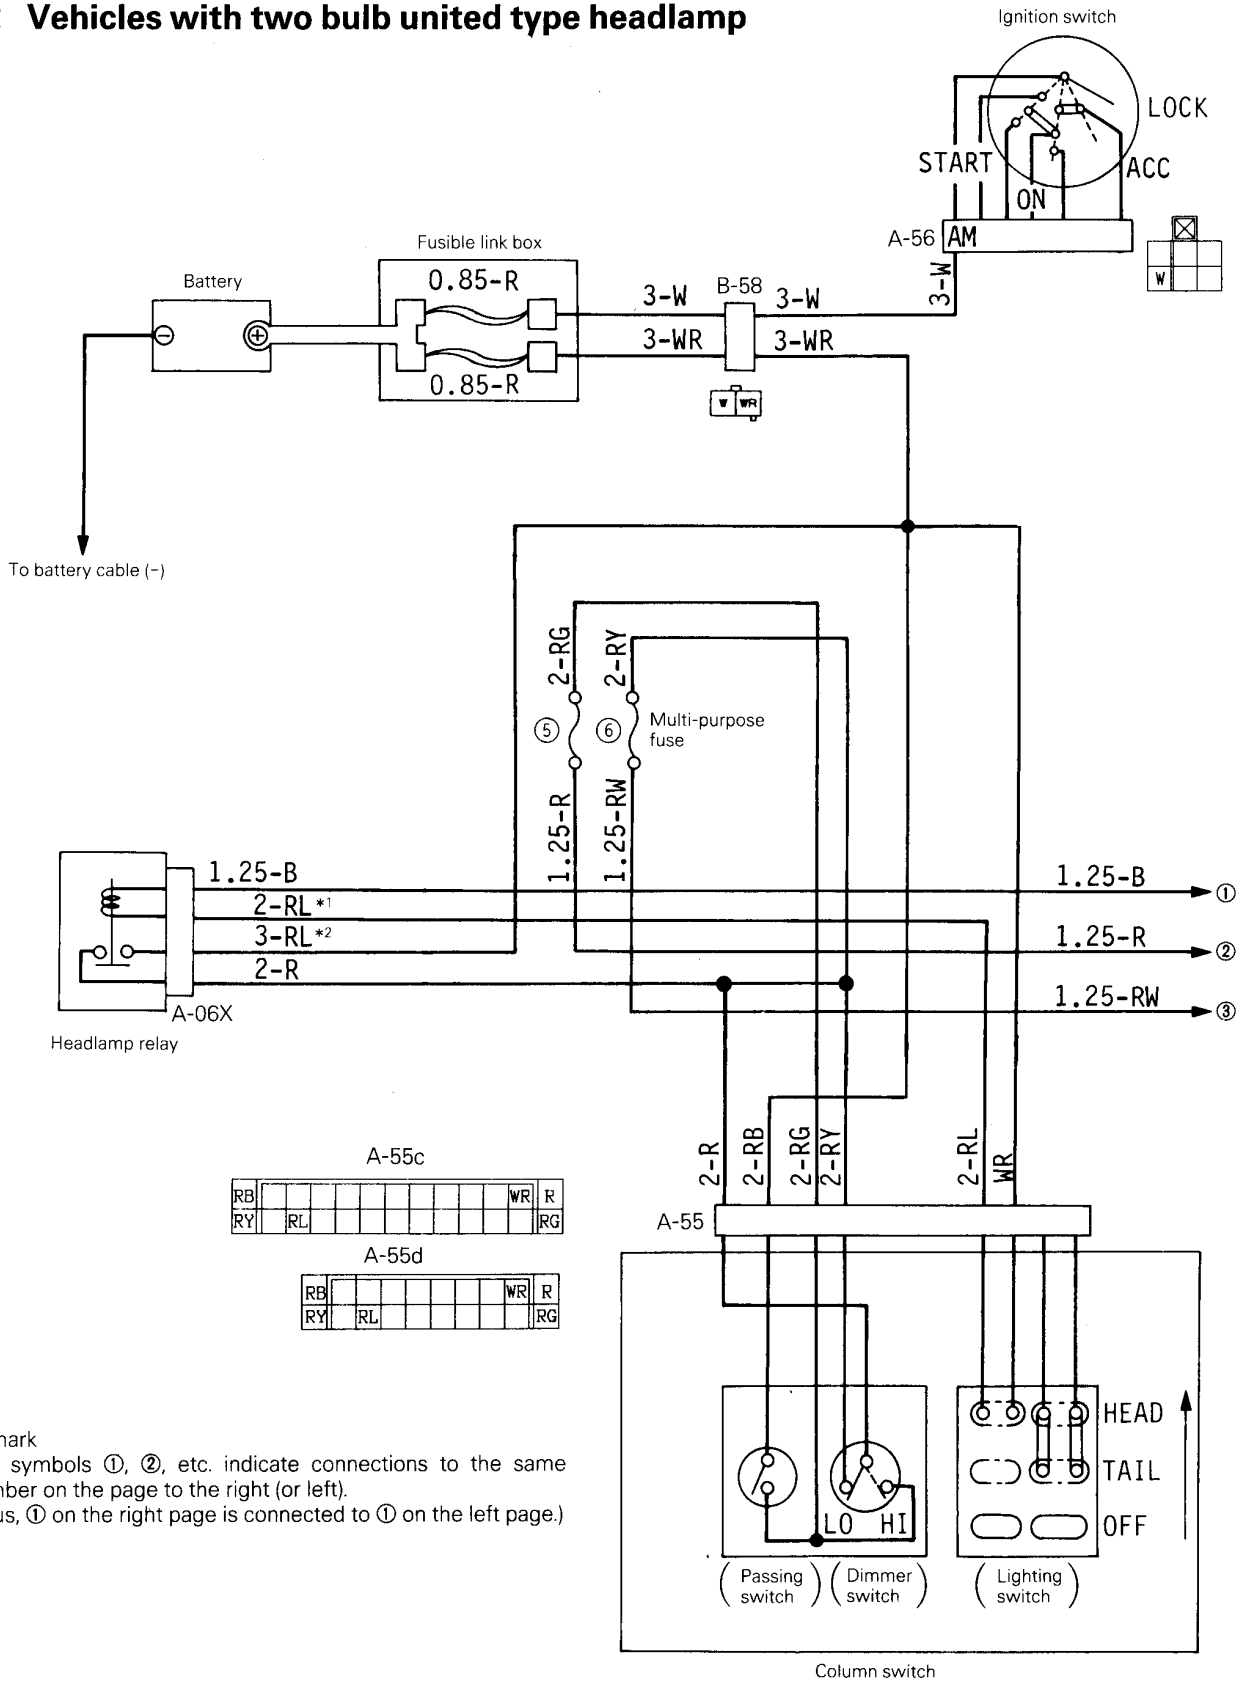 Vehicles with two bulb united type headlamp
Ignition switch
LOCK
START
ACC
ON
A-56
AM
W
3-W
Fusible link box
0.85-R
0.85-R
Battery
B-58
3-W
3-W
3-WR
3-WR
W WR
To battery cable (-)
2-RG
2-RY
⑤
⑥
Multi-purpose
fuse
1.25-R
1.25-RW
1.25-B
1.25-B
①
2-RL*1
3-RL*2
1.25-R
②
2-R
1.25-RW
③
A-06X
Headlamp relay
2-R
2-RB
2-RG
2-RY
2-RL
WR
A-55c
RB WR R
RY RL RG
A-55
A-55d
RB WR R
RY RL RG
HEAD
TAIL
OFF
LO HI
(Passing
switch)
(Dimmer
switch)
(Lighting
switch)
Column switch
symbols ①, ②, etc. indicate connections to the same
on the page to the right (or left).
① on the right page is connected to ① on the left page.)